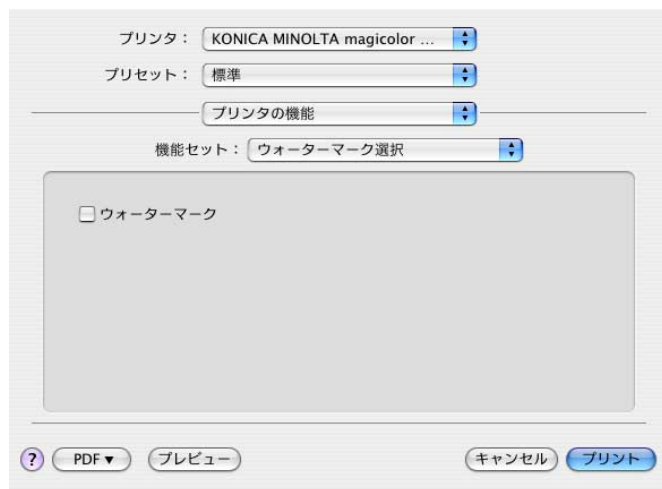 プリンタ： KONICA MINOLTA magicolor ...
プリセット： 標準
プリンタの機能
機能セット： ウォーターマーク選択
ウォーターマーク
? PDF ▼ プレビュー キャンセル プリント